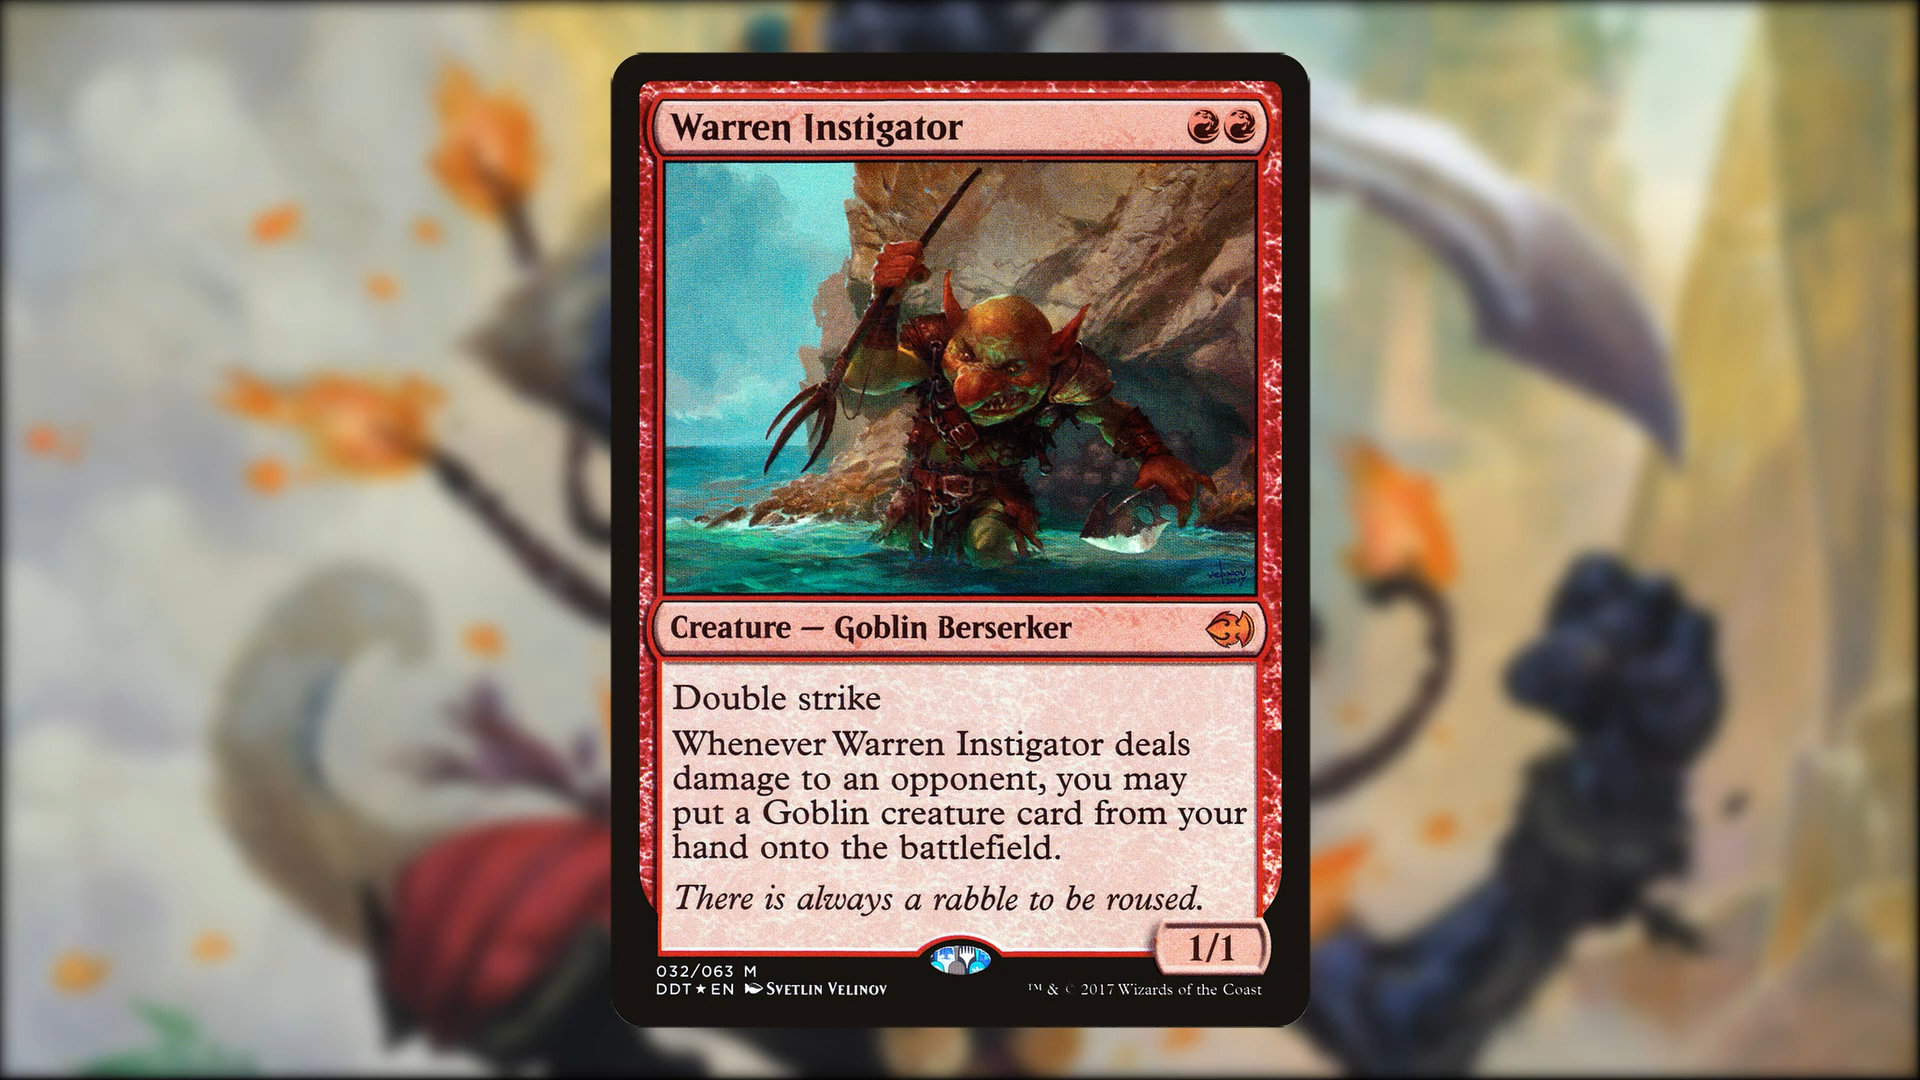 Warren Instigator
Velinov
2017
Creature — Goblin Berserker
Double strike
Whenever Warren Instigator deals
damage to an opponent, you may
put a Goblin creature card from your
hand onto the battlefield.
There is always a rabble to be roused.
1/1
032/063 M
DDT★EN Svetlin Velinov
™ & © 2017 Wizards of the Coast